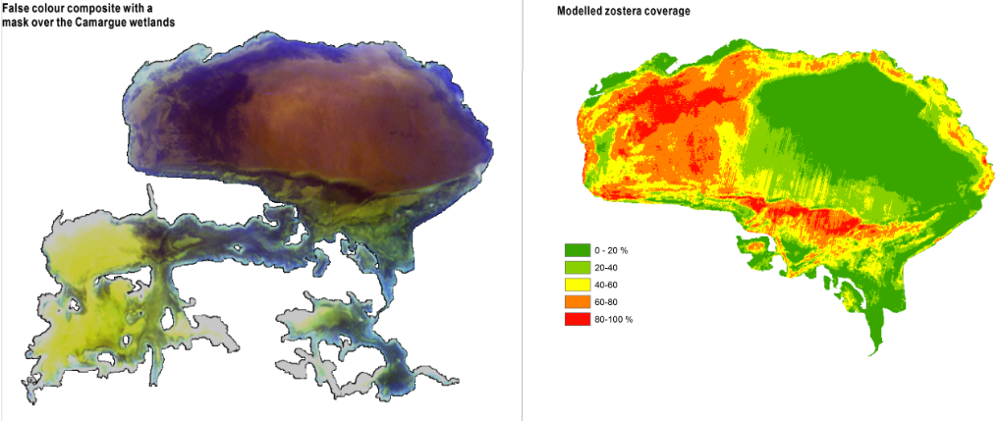 False colour composite with a
mask over the Camargue wetlands
Modelled zostera coverage
0 - 20 %
20-40
40-60
60-80
80-100 %